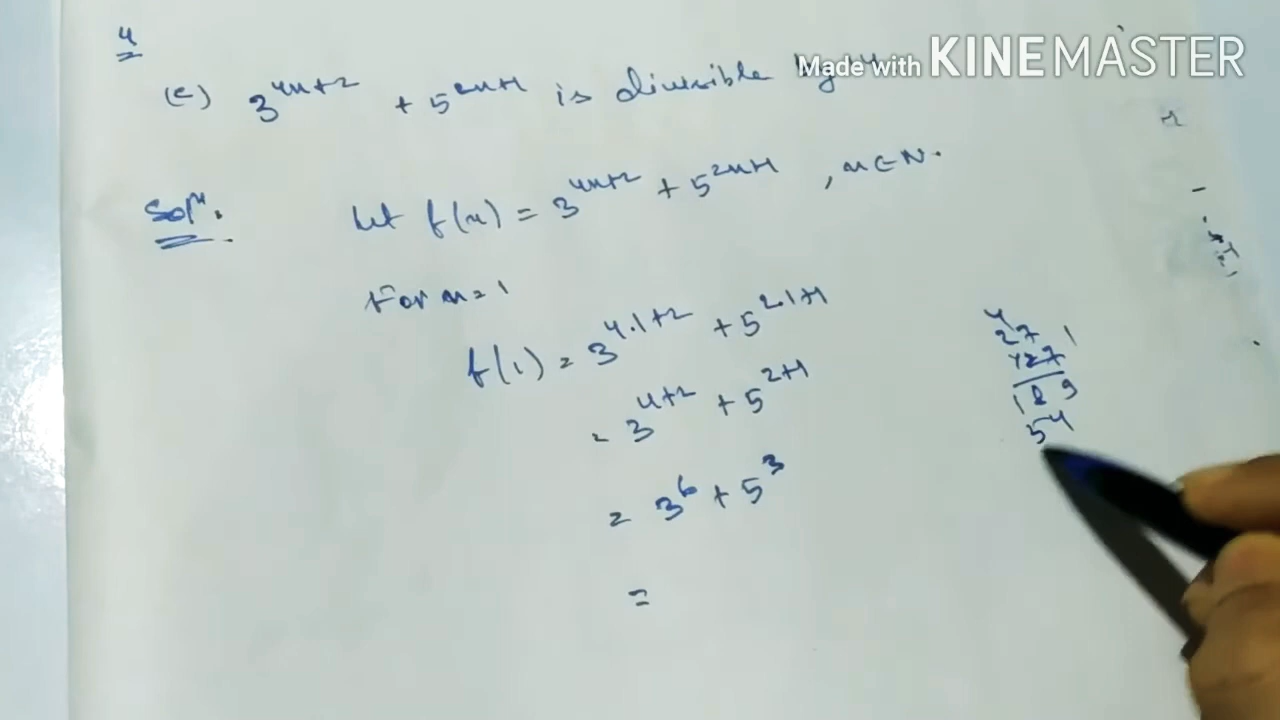 4
Made with KINEMASTER
(e) 3^{4n+2} + 5^{2n+1} is divisible by
Sol^n. Let f(n) = 3^{4n+2} + 5^{2n+1}, n ∈ N.
For n = 1
f(1) = 3^{4.1+2} + 5^{2.1+1}
= 3^{4+2} + 5^{2+1}
= 3^6 + 5^3
=
4
27
×27
189
54